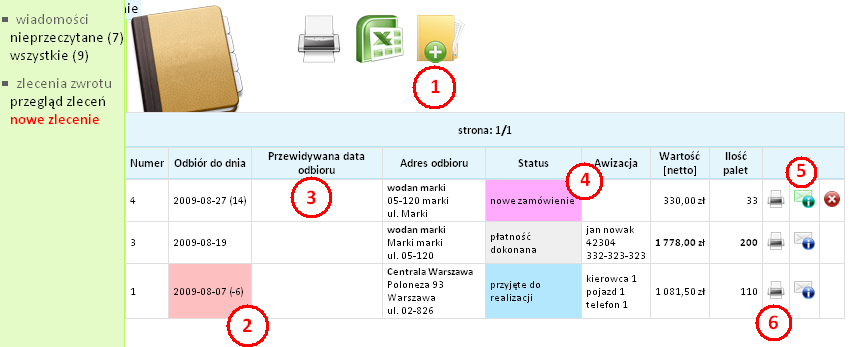 nie
wiadomości
nieprzeczytane (7)
wszystkie (9)
zlecenia zwrotu
przegląd zleceń
nowe zlecenie
1
strona: 1/1
Numer
Odbiór do dnia
Przewidywana data
odbioru
Adres odbioru
Status
Awizacja
Wartość
[netto]
Ilość
palet
5
3
4
4
2009-08-27 (14)
wodan marki
05-120 marki
ul. Marki
nowe zamówienie
330,00 zł
33
3
2009-08-19
wodan marki
Marki marki
ul. 05-120
płatność
dokonana
jan nowak
42304
332-323-323
1 778,00 zł
200
1
2009-08-07 (-6)
Centrala Warszawa
Poloneza 93
Warszawa
ul. 02-826
przyjęte do
realizacji
kierowca 1
pojazd 1
telefon 1
1 081,50 zł
110
2
6